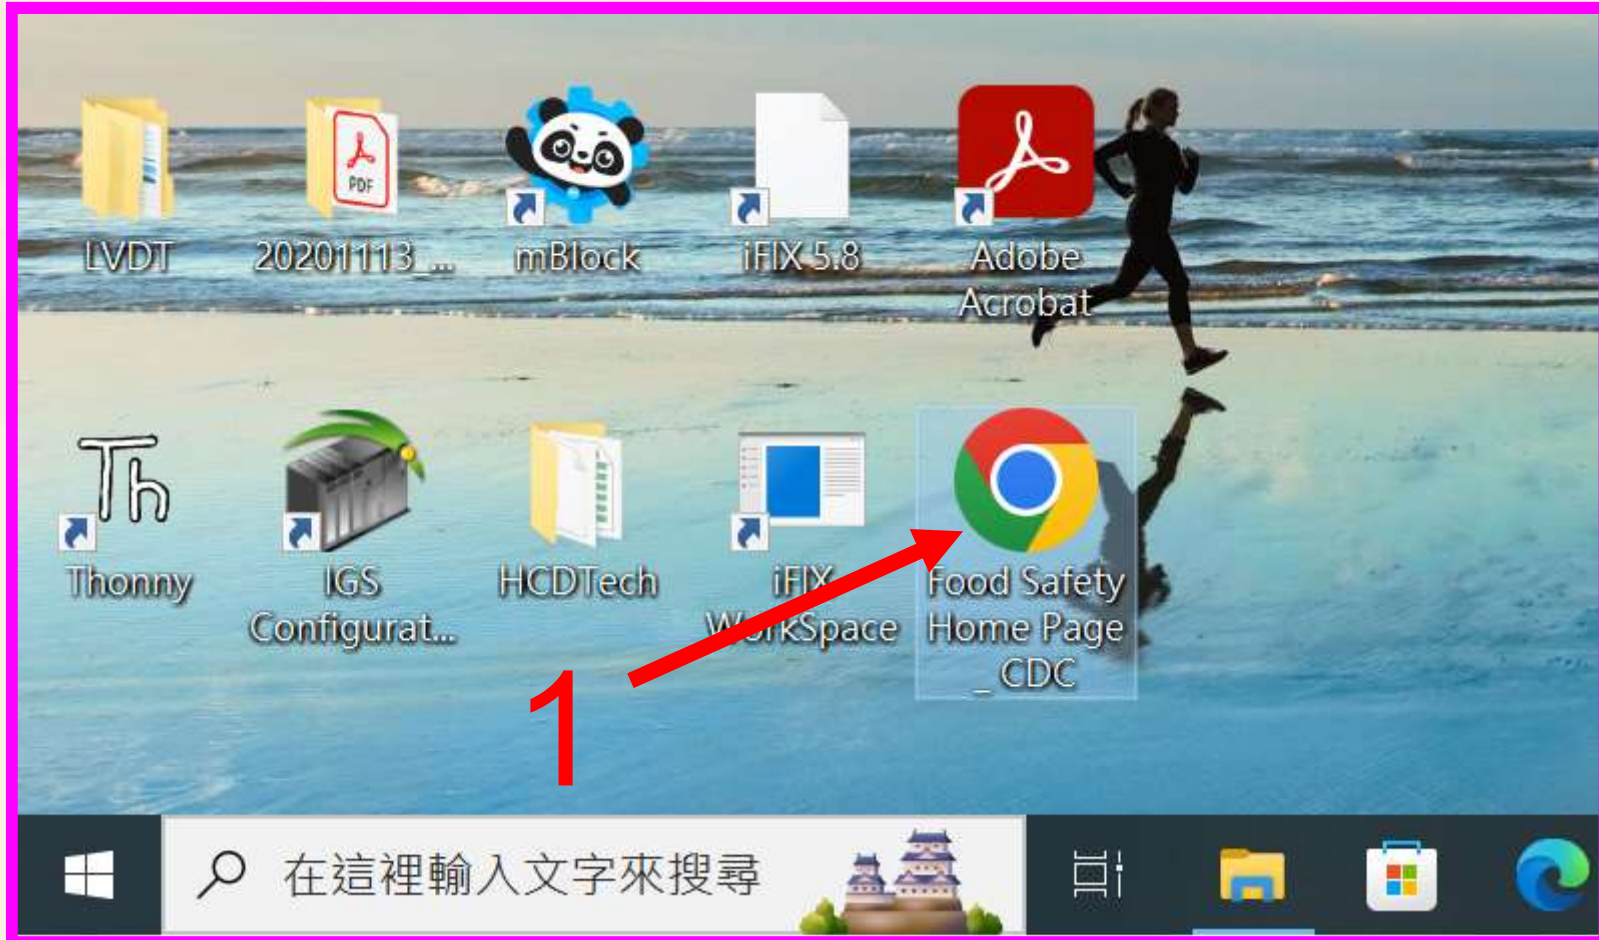 PDF
LVDT
20201113_...
mBlock
iFIX 5.8
Adobe
Acrobat
Th
Thonny
IGS
Configurat...
HCDTech
iFIX
WorkSpace
Food Safety
Home Page
_ CDC
1
在這裡輸入文字來搜尋